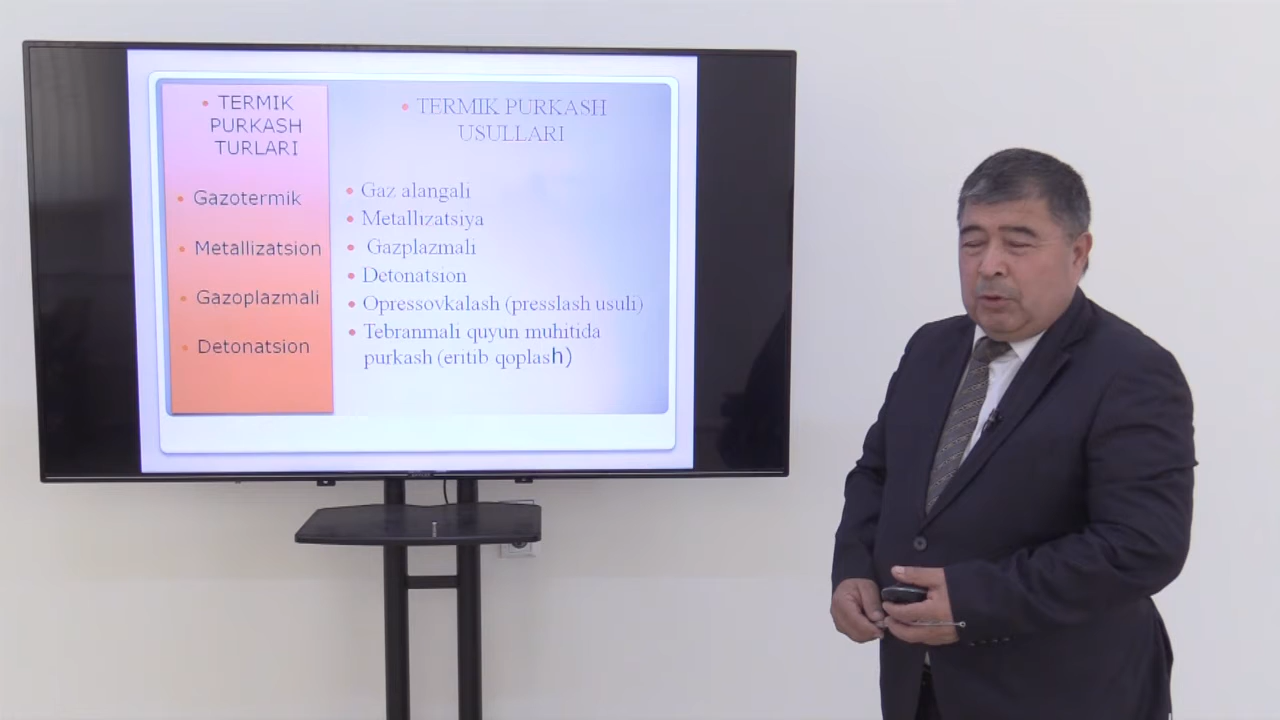 • TERMIK
PURKASH
TURLARI
• Gazotermik
• Metallizatsion
• Gazoplazmali
• Detonatsion
• TERMIK PURKASH
USULLARI
• Gaz alangali
• Metallizatsiya
• Gazplazmali
• Detonatsion
• Opressovkalash (presslash usuli)
• Tebranmali quyun muhitida
purkash (eritib qoplash)